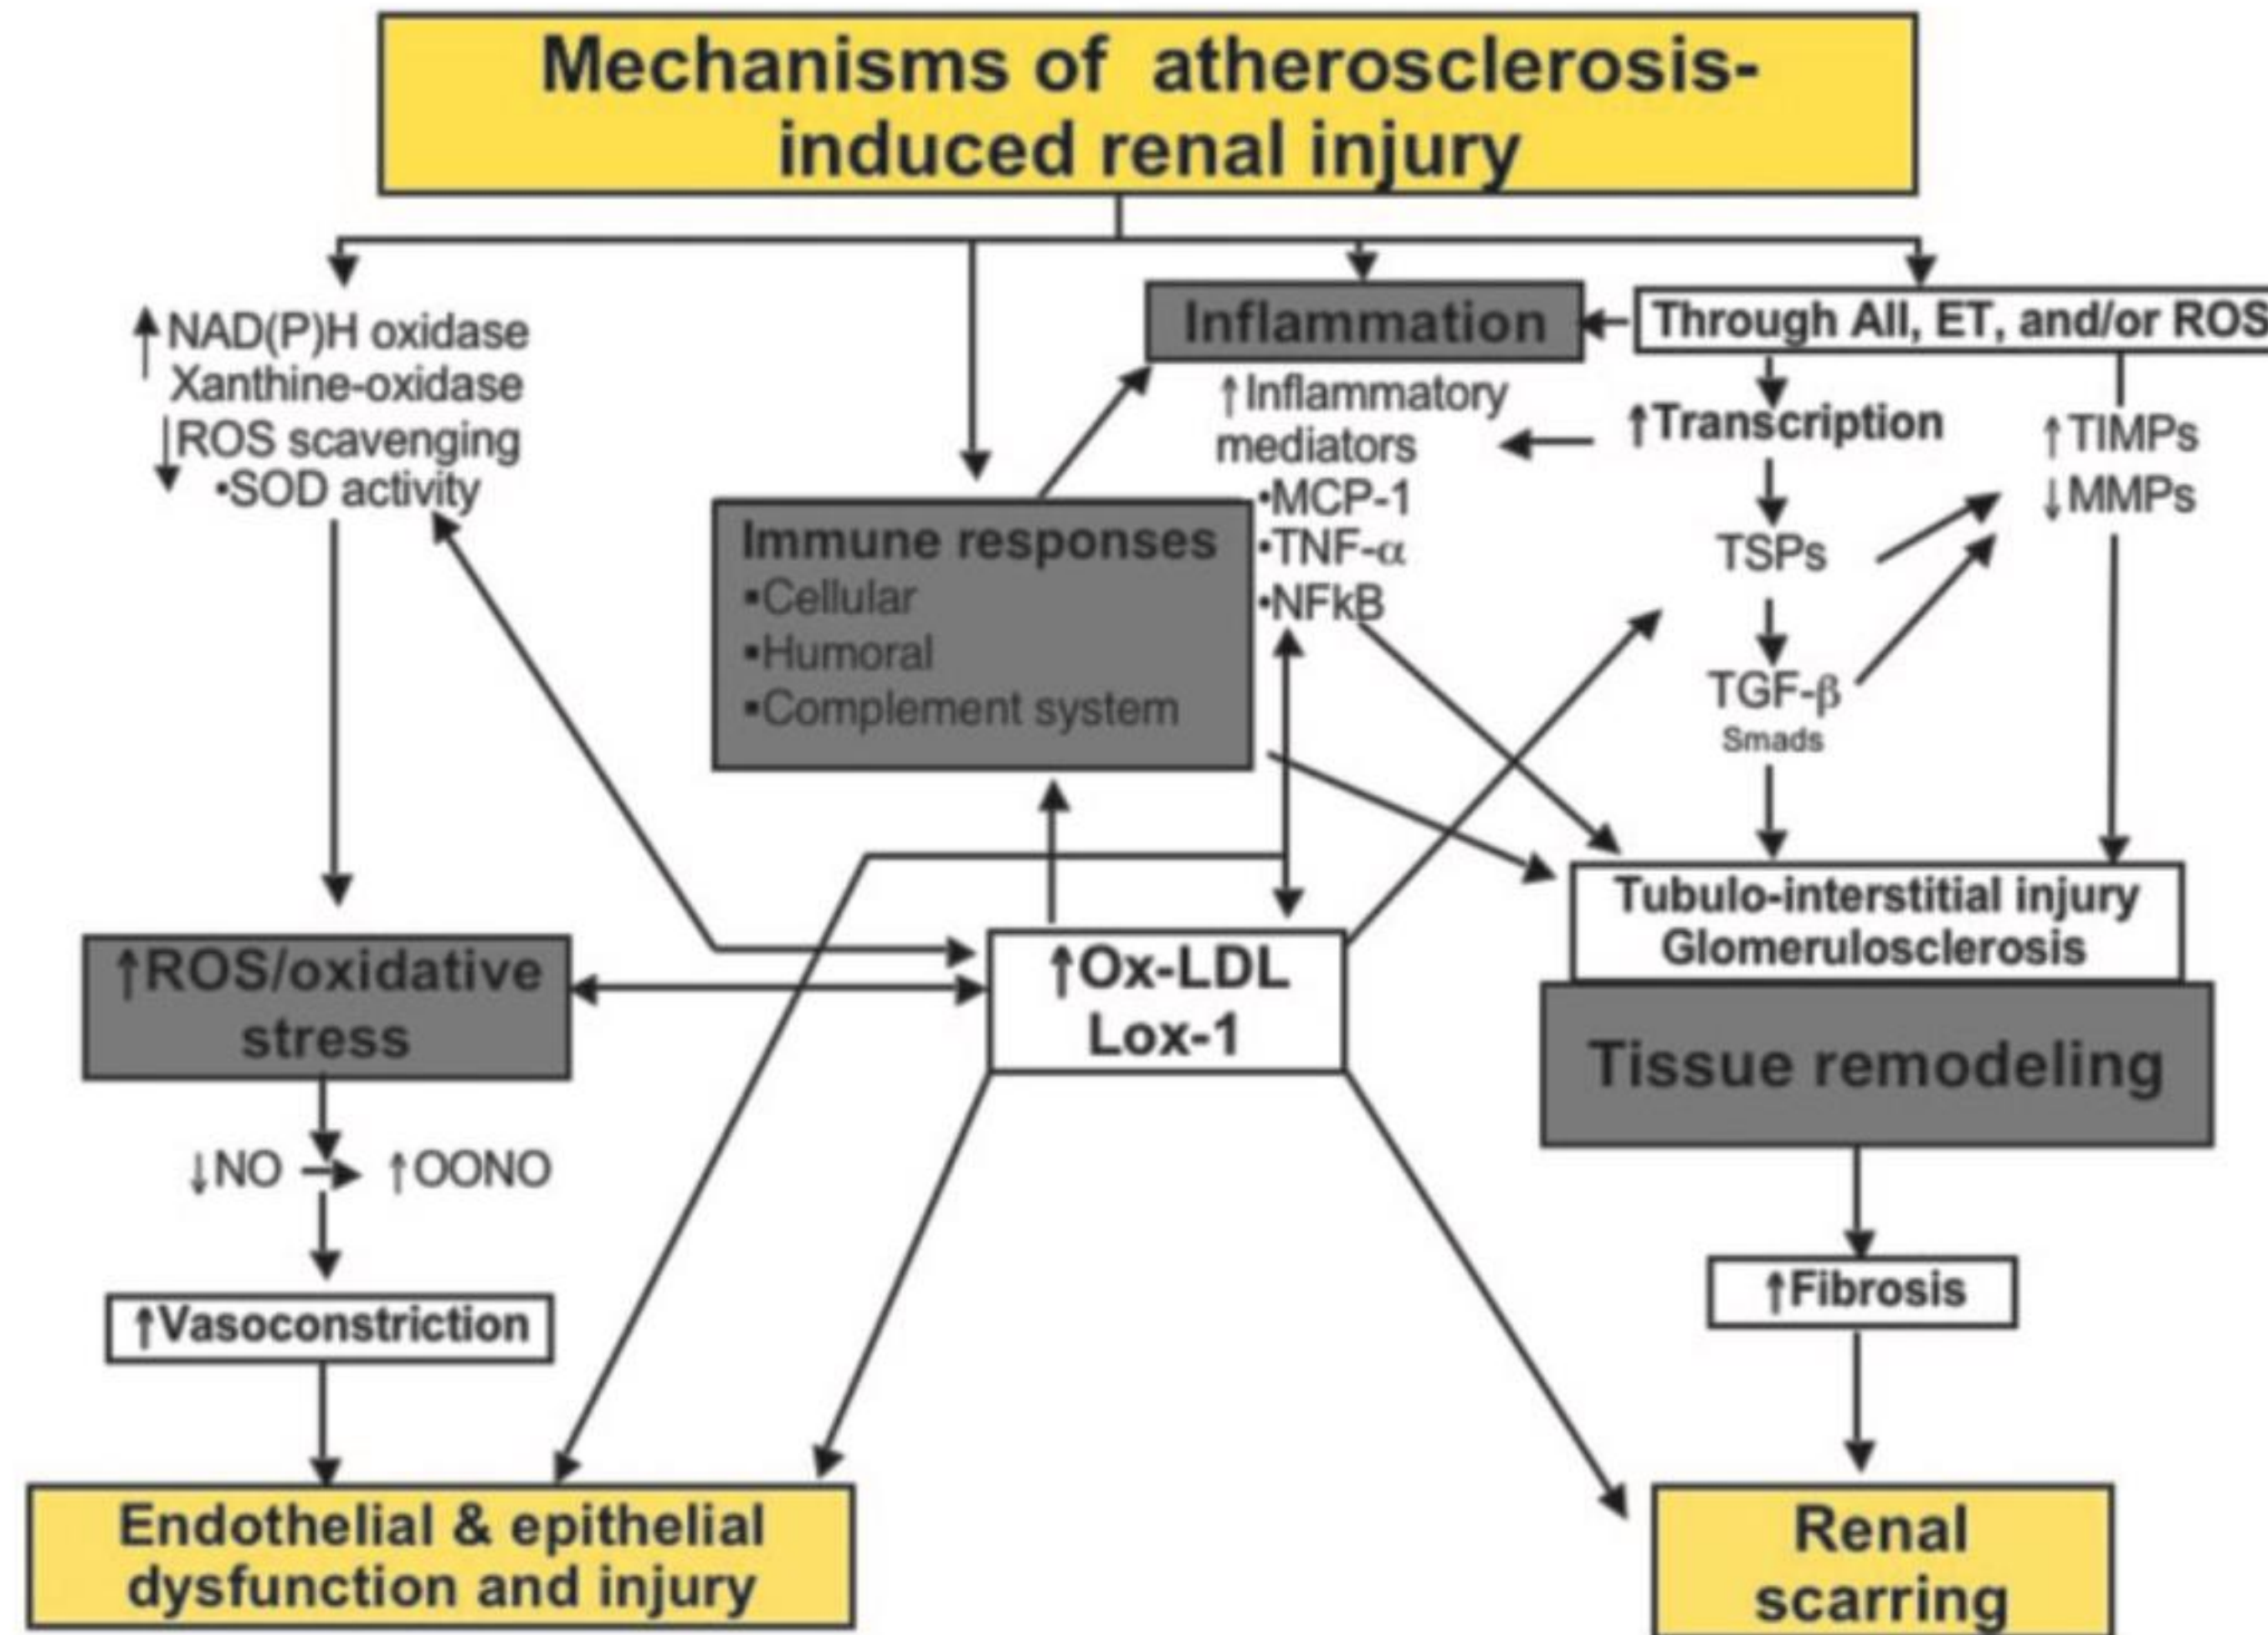 Mechanisms of atherosclerosis-
induced renal injury
↑NAD(P)H oxidase
Xanthine-oxidase
↓ROS scavenging
•SOD activity
Inflammation
↑Inflammatory
mediators
•MCP-1
•TNF-α
•NFkB
Through AII, ET, and/or ROS
↑Transcription
TSPs
TGF-β
Smads
↑TIMPs
↓MMPs
Immune responses
▪Cellular
▪Humoral
▪Complement system
↑ROS/oxidative
stress
↑Ox-LDL
Lox-1
Tubulo-interstitial injury
Glomerulosclerosis
Tissue remodeling
↓NO → ↑OONO
↑Vasoconstriction
↑Fibrosis
Endothelial & epithelial
dysfunction and injury
Renal
scarring